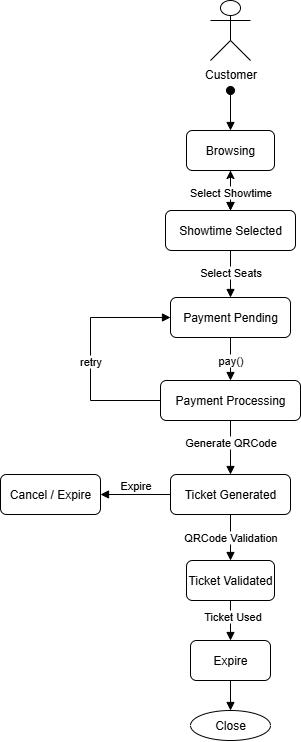 Customer
Browsing
Select Showtime
Showtime Selected
Select Seats
Payment Pending
retry
pay()
Payment Processing
Generate QRCode
Cancel / Expire
Expire
Ticket Generated
QRCode Validation
Ticket Validated
Ticket Used
Expire
Close